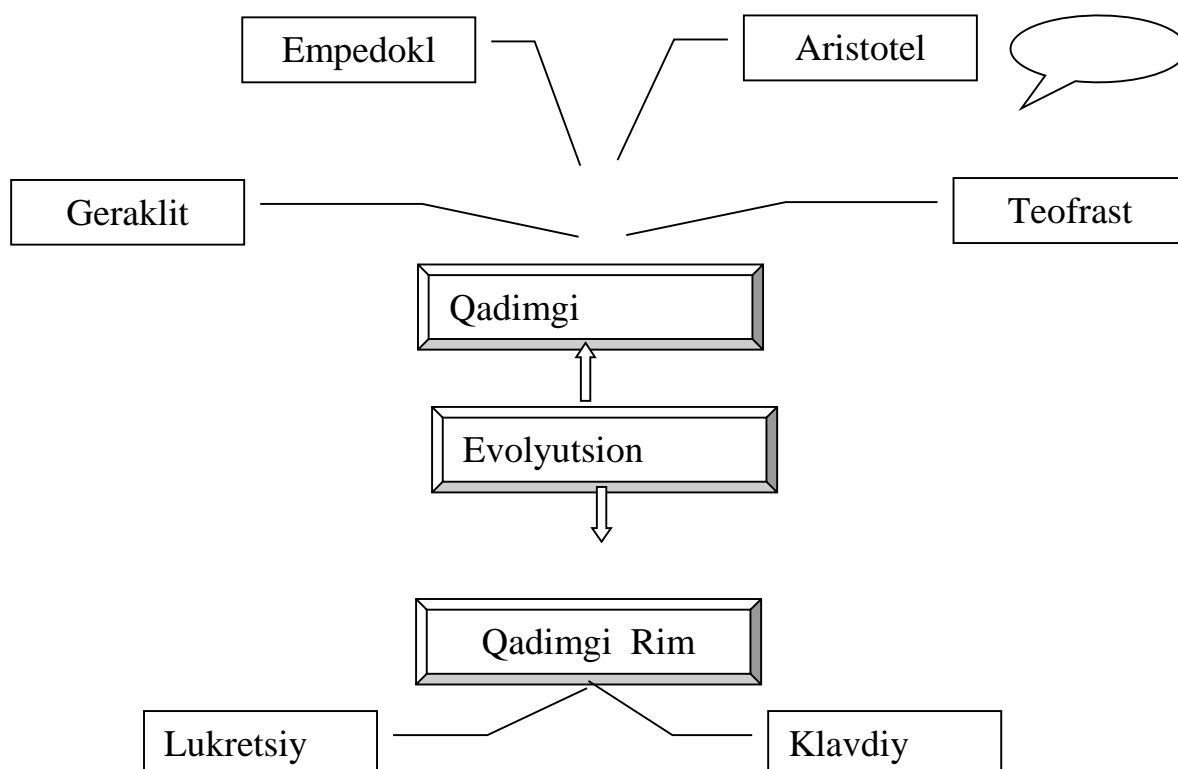 Empedokl
Aristotel
Geraklit
Teofrast
Qadimgi
Evolyutsion
Qadimgi Rim
Lukretsiy
Klavdiy